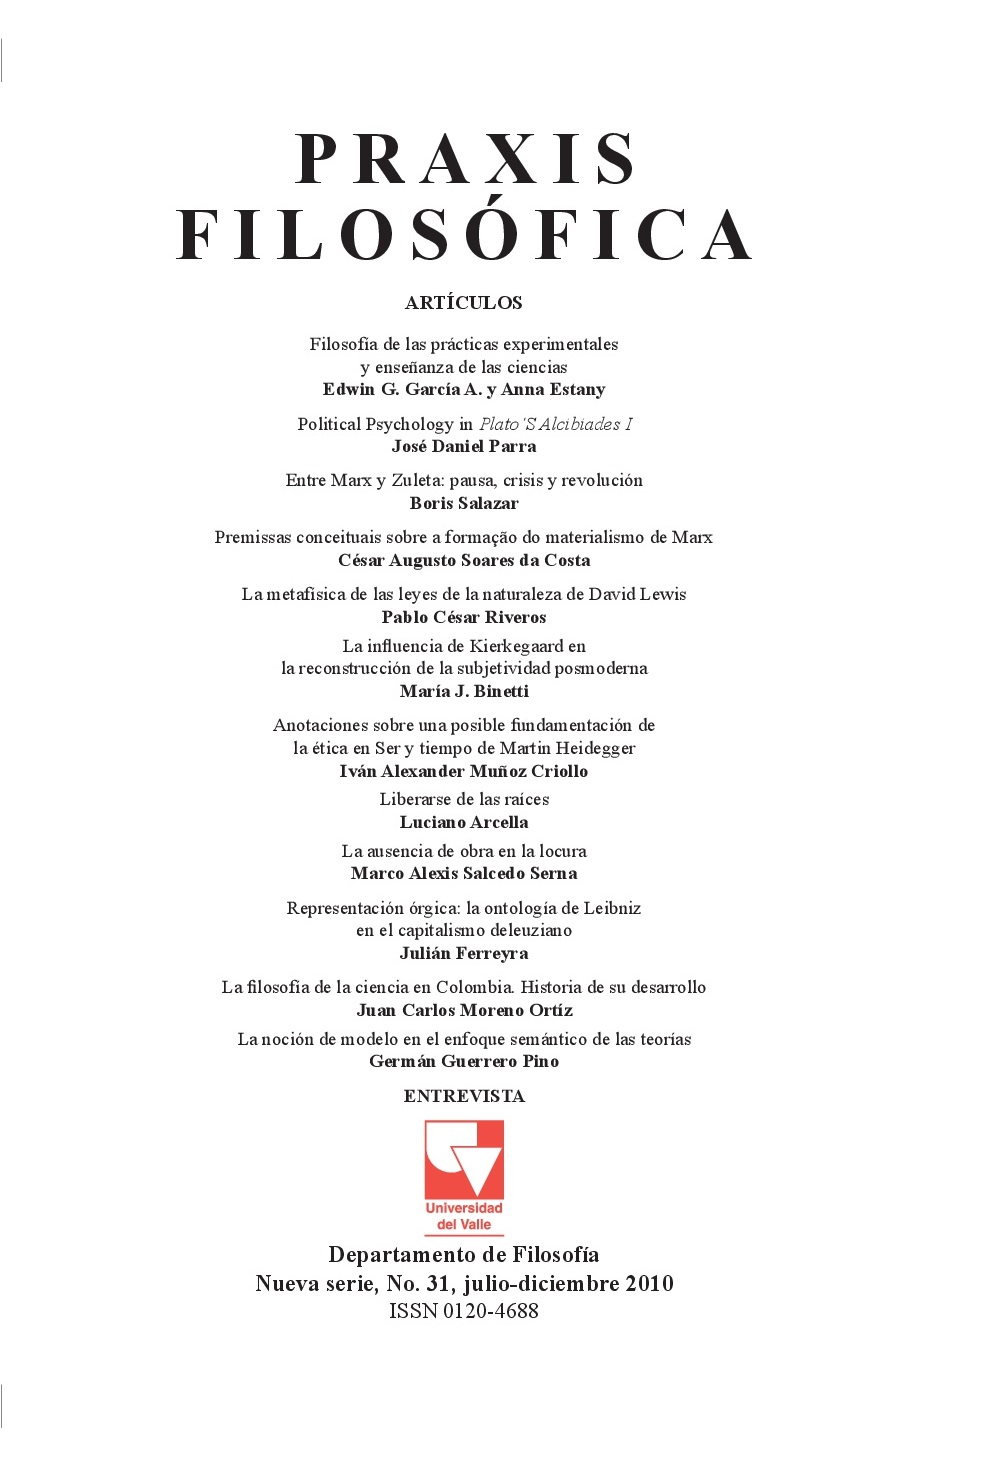 PRAXIS
FILOSÓFICA
ARTÍCULOS
Filosofía de las prácticas experimentales
y enseñanza de las ciencias
Edwin G. García A. y Anna Estany
Political Psychology in Plato'S Alcibiades I
José Daniel Parra
Entre Marx y Zuleta: pausa, crisis y revolución
Boris Salazar
Premissas conceituais sobre a formação do materialismo de Marx
César Augusto Soares da Costa
La metafísica de las leyes de la naturaleza de David Lewis
Pablo César Riveros
La influencia de Kierkegaard en
la reconstrucción de la subjetividad posmoderna
María J. Binetti
Anotaciones sobre una posible fundamentación de
la ética en Ser y tiempo de Martin Heidegger
Iván Alexander Muñoz Criollo
Liberarse de las raíces
Luciano Arcella
La ausencia de obra en la locura
Marco Alexis Salcedo Serna
Representación órgica: la ontología de Leibniz
en el capitalismo deleuziano
Julián Ferreyra
La filosofía de la ciencia en Colombia. Historia de su desarrollo
Juan Carlos Moreno Ortíz
La noción de modelo en el enfoque semántico de las teorías
Germán Guerrero Pino
ENTREVISTA
Universidad
del Valle
Departamento de Filosofía
Nueva serie, No. 31, julio-diciembre 2010
ISSN 0120-4688